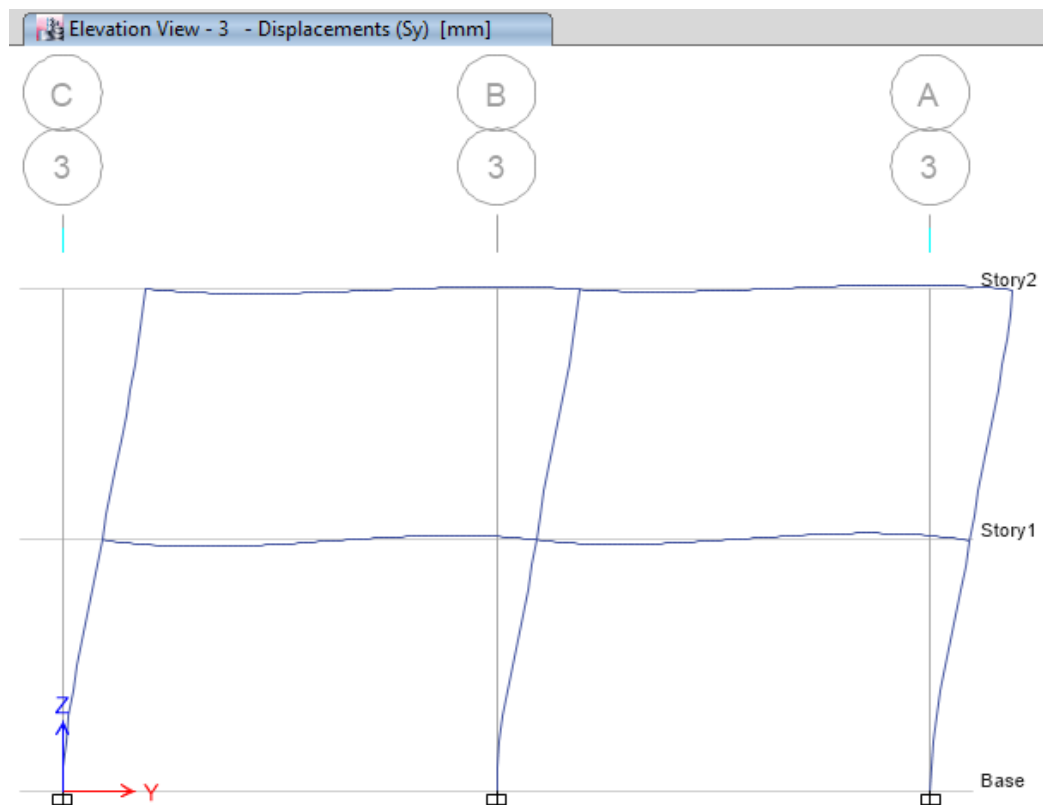 Elevation View - 3 - Displacements (Sy) [mm]
C B A
3 3 3
Story2
Story1
Z
Y
Base